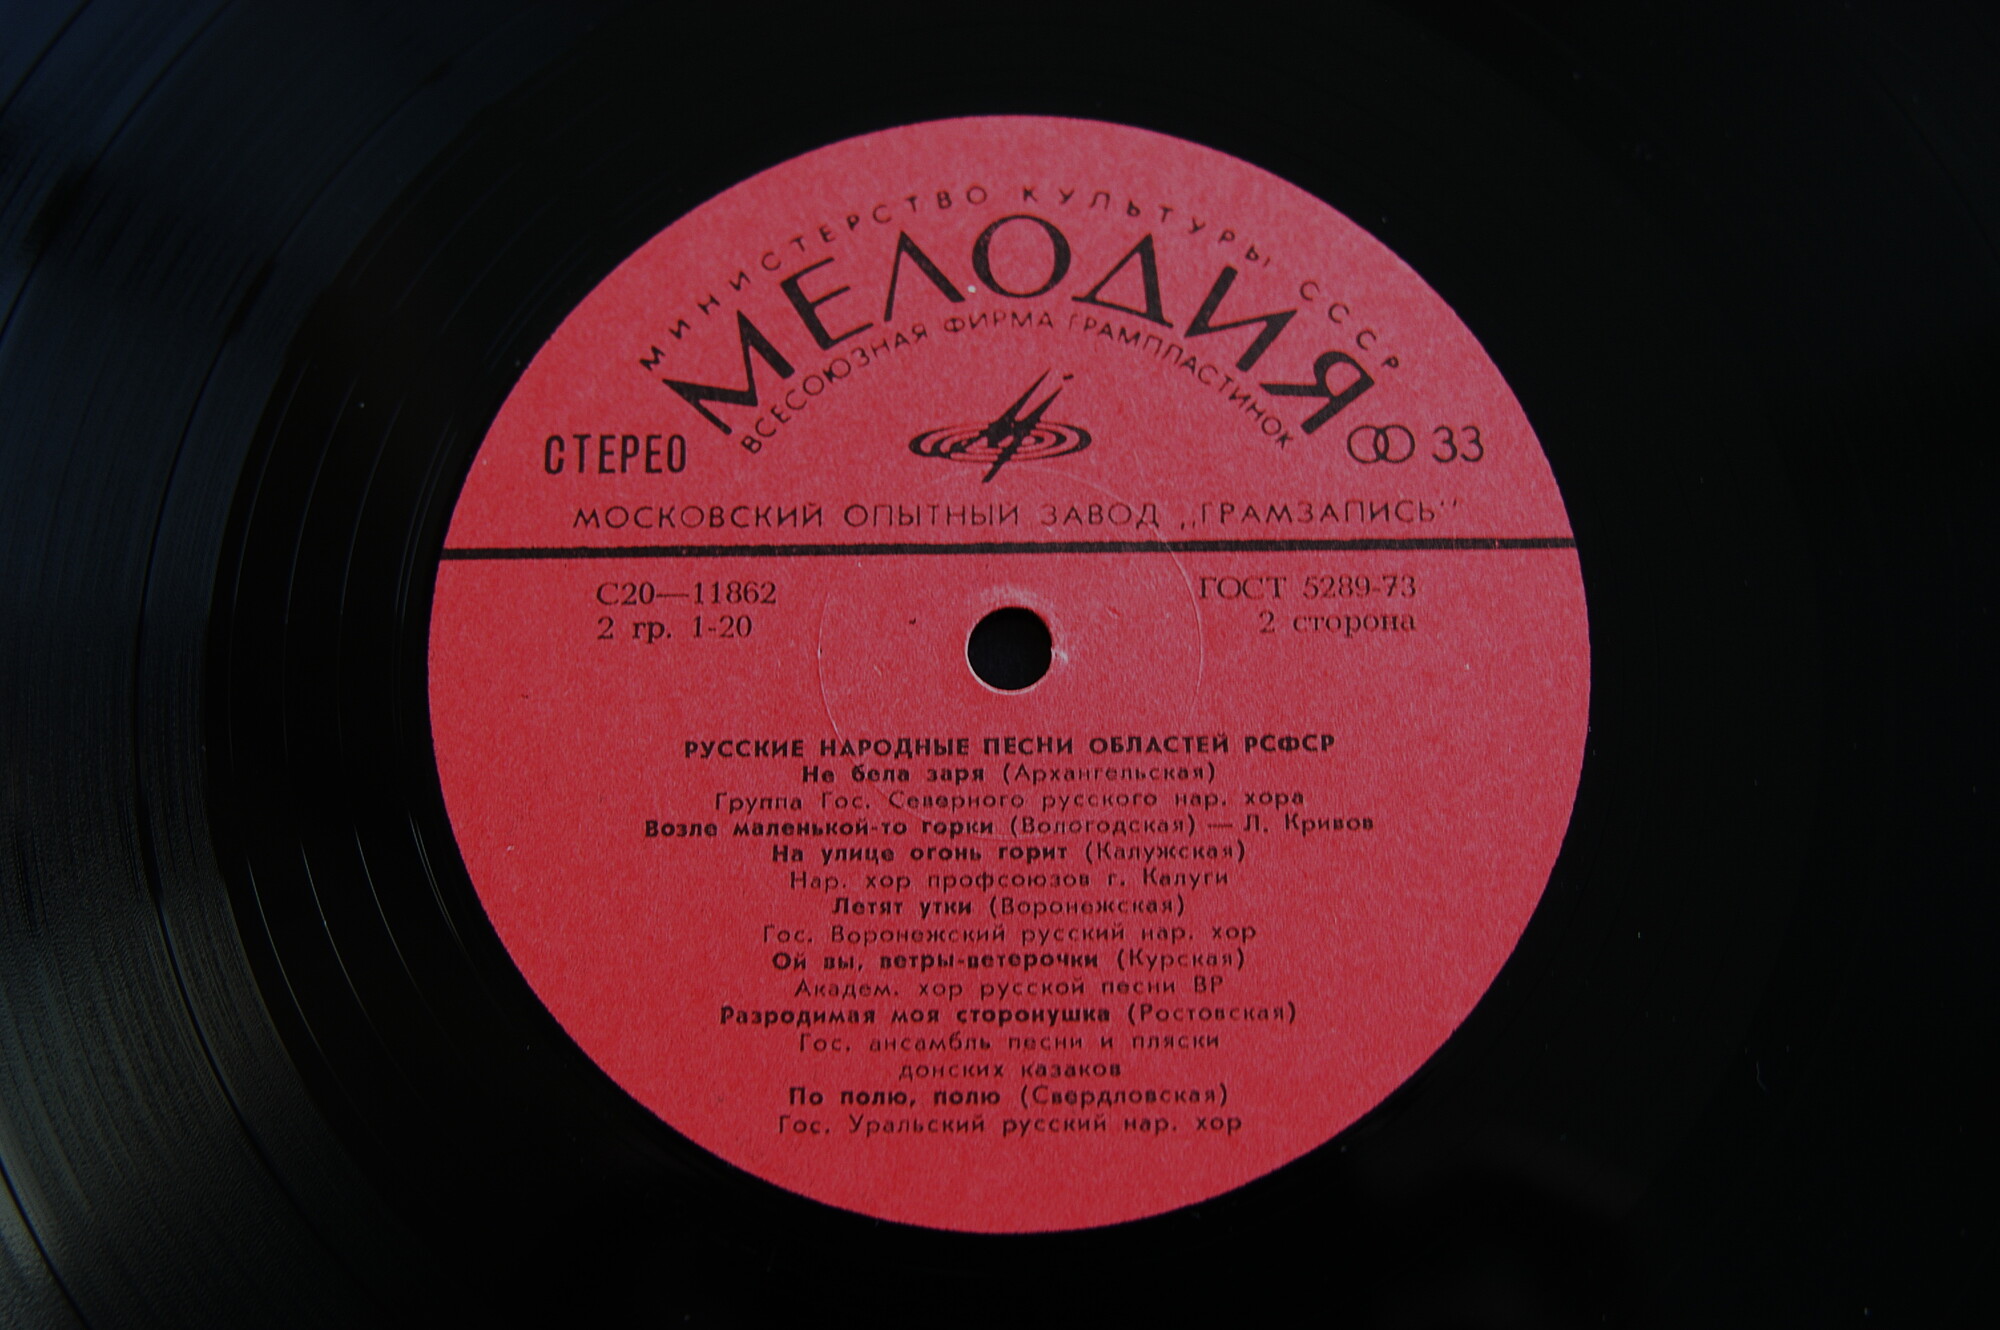 МИНИСТЕРСТВО КУЛЬТУРЫ СССР
МЕЛОДИЯ
ВСЕСОЮЗНАЯ ФИРМА ГРАМПЛАСТИНОК
СТЕРЕО
33
МОСКОВСКИЙ ОПЫТНЫЙ ЗАВОД „ГРАМЗАПИСЬ"
С20—11862
ГОСТ 5289-73
2 гр. 1-20
2 сторона
РУССКИЕ НАРОДНЫЕ ПЕСНИ ОБЛАСТЕЙ РСФСР
Не бела заря (Архангельская)
Группа Гос. Северного русского нар. хора
Возле маленькой-то горки (Вологодская) — Л. Кривов
На улице огонь горит (Калужская)
Нар. хор профсоюзов г. Калуги
Летят утки (Воронежская)
Гос. Воронежский русский нар. хор
Ой вы, ветры-ветерочки (Курская)
Академ. хор русской песни ВР
Разродимая моя сторонушка (Ростовская)
Гос. ансамбль песни и пляски
донских казаков
По полю, полю (Свердловская)
Гос. Уральский русский нар. хор